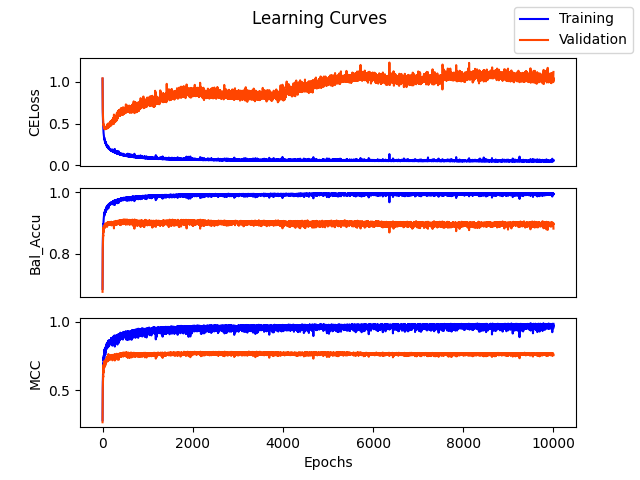 Learning Curves
Training
Validation
CELoss
1.0
0.5
0.0
Bal_Accu
1.0
0.8
MCC
1.0
0.5
0 2000 4000 6000 8000 10000
Epochs